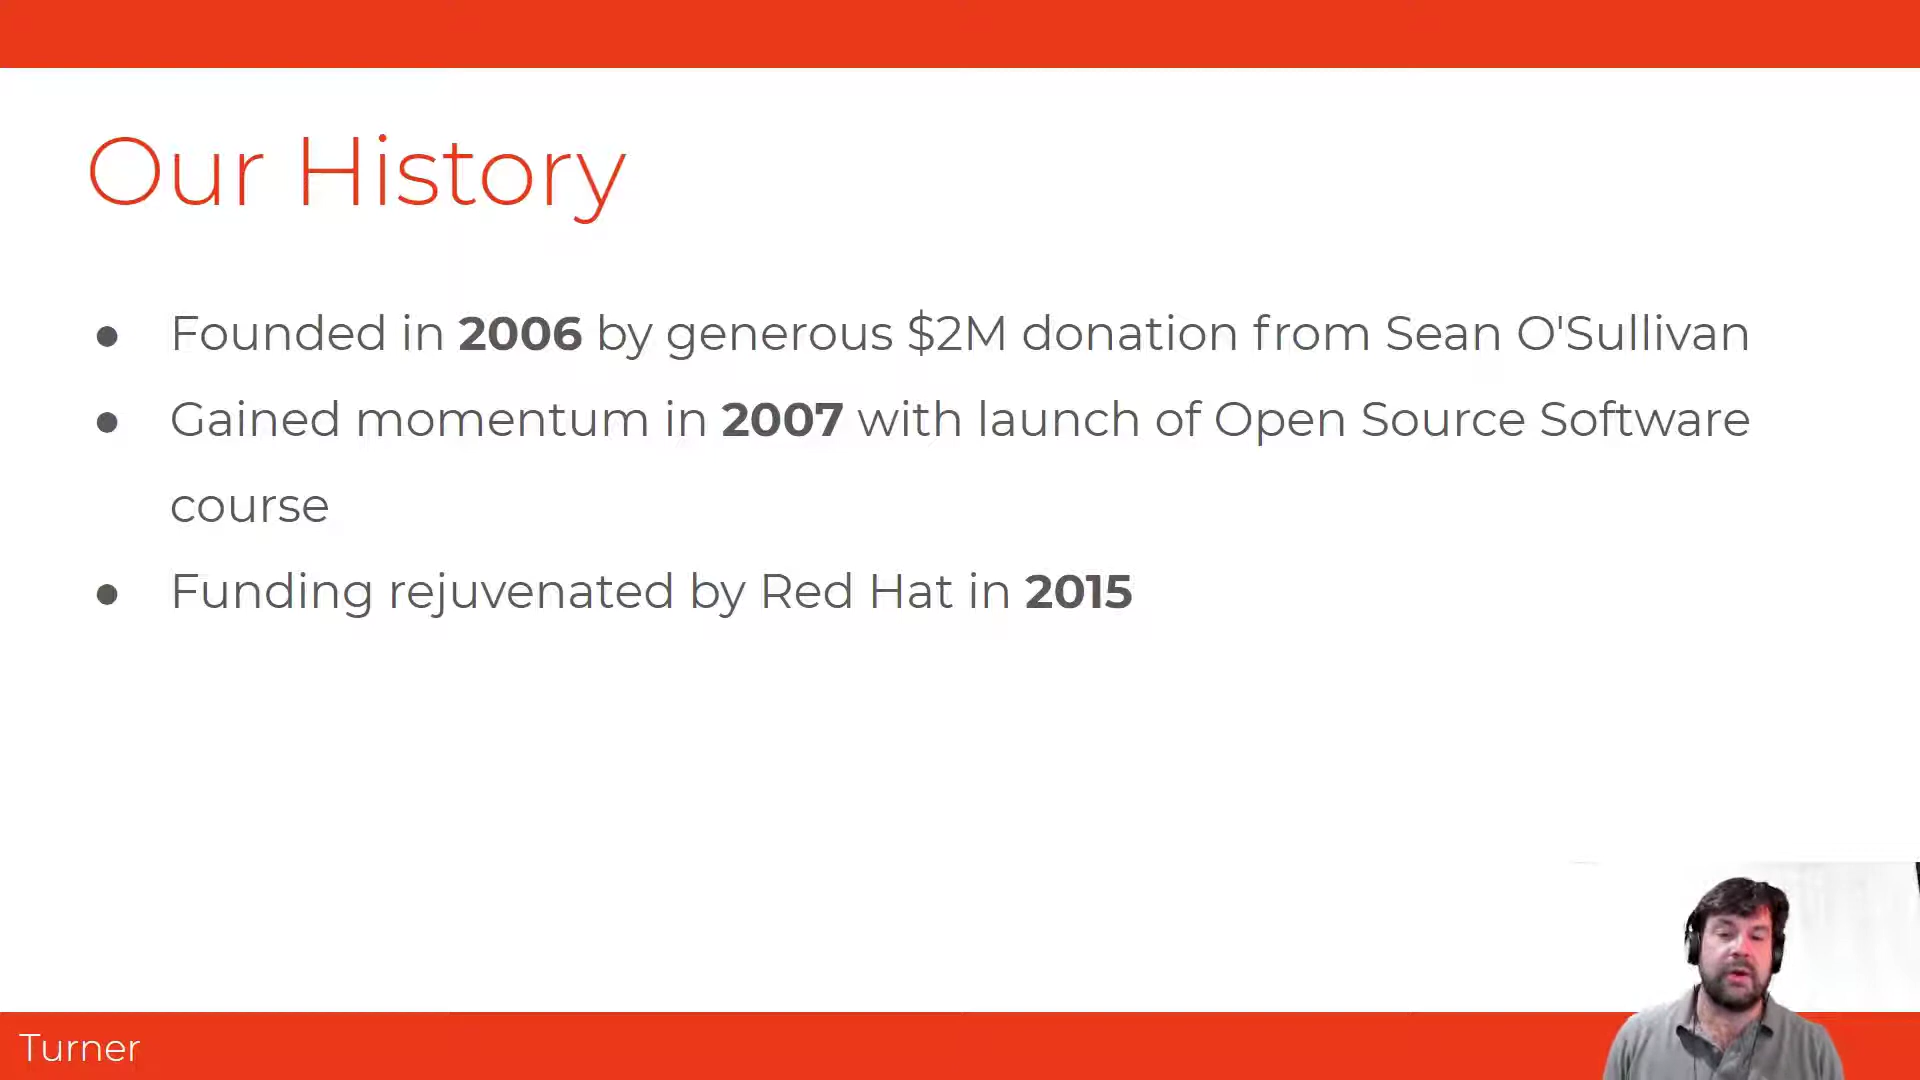 Our History
● Founded in 2006 by generous $2M donation from Sean O'Sullivan
● Gained momentum in 2007 with launch of Open Source Software
course
● Funding rejuvenated by Red Hat in 2015
Turner